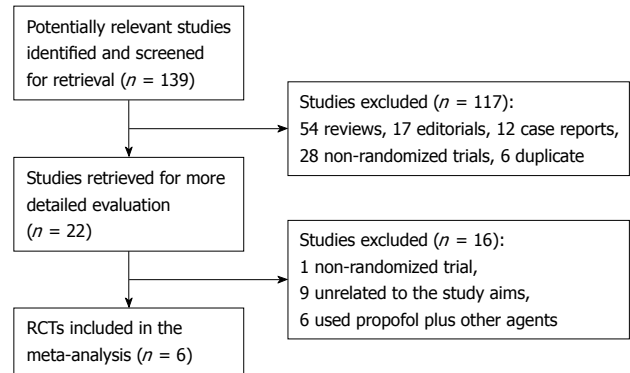 Potentially relevant studies
identified and screened
for retrieval (n = 139)
Studies excluded (n = 117):
54 reviews, 17 editorials, 12 case reports,
28 non-randomized trials, 6 duplicate
Studies retrieved for more
detailed evaluation
(n = 22)
Studies excluded (n = 16):
1 non-randomized trial,
9 unrelated to the study aims,
6 used propofol plus other agents
RCTs included in the
meta-analysis (n = 6)